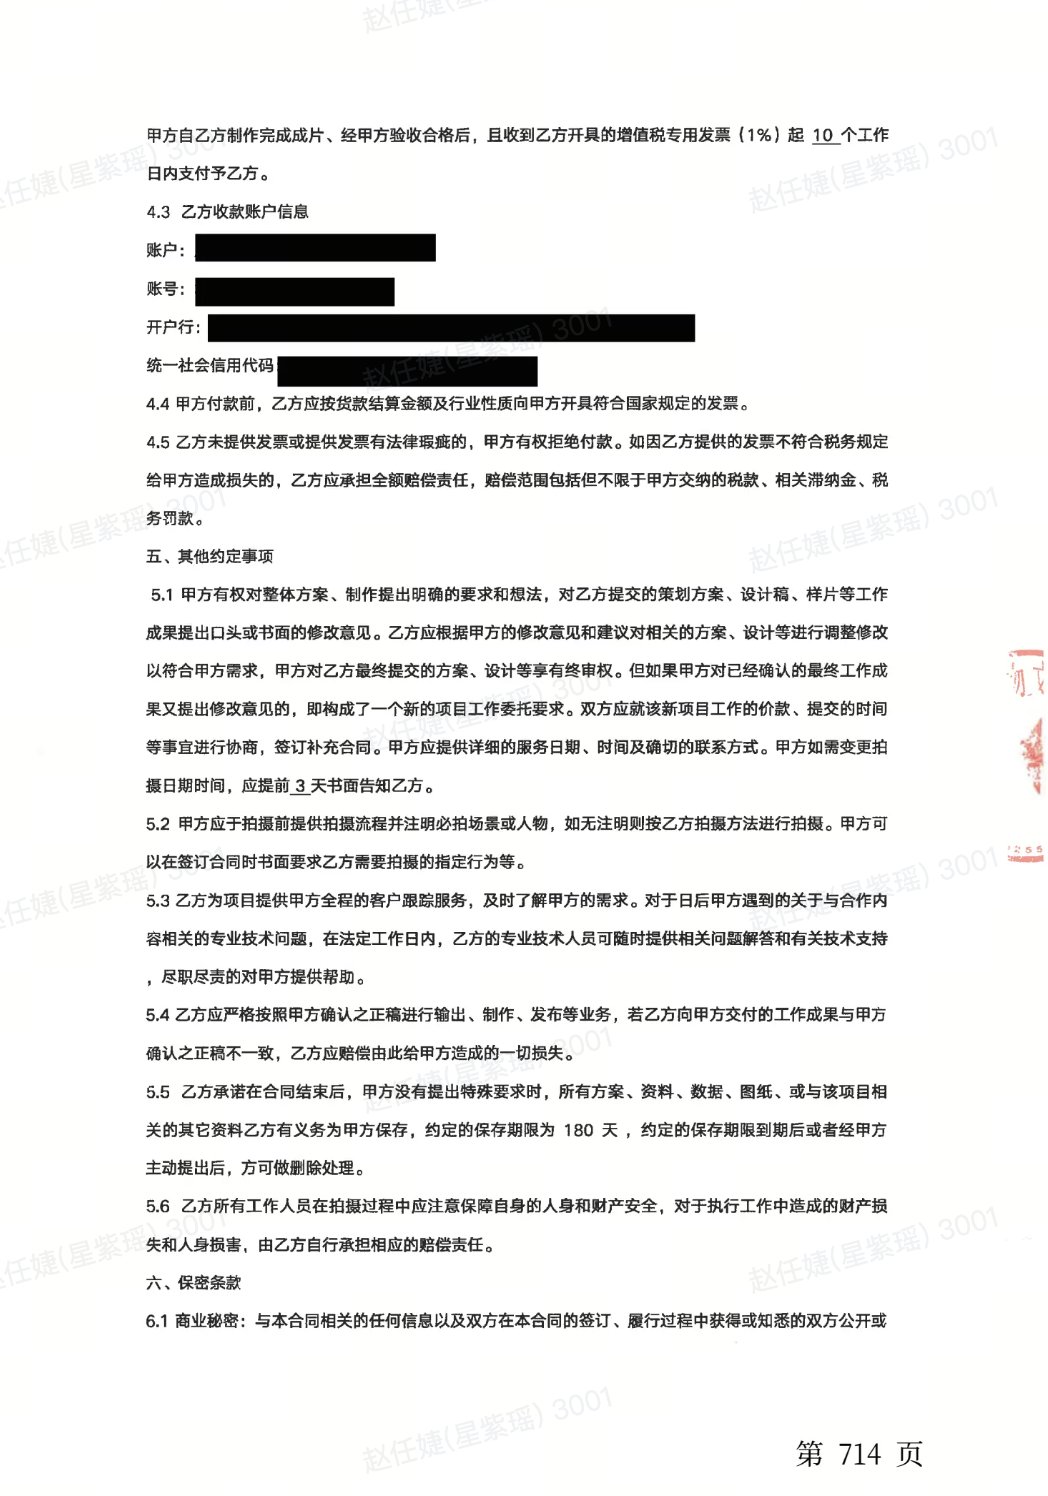 甲方自乙方制作完成成片、经甲方验收合格后，且收到乙方开具的增值税专用发票（1%）起 10 个工作
日内支付予乙方。
4.3 乙方收款账户信息
账户：
账号：
开户行：
统一社会信用代码
4.4 甲方付款前，乙方应按货款结算金额及行业性质向甲方开具符合国家规定的发票。
4.5 乙方未提供发票或提供发票有法律瑕疵的，甲方有权拒绝付款。如因乙方提供的发票不符合税务规定
给甲方造成损失的，乙方应承担全额赔偿责任，赔偿范围包括但不限于甲方交纳的税款、相关滞纳金、税
务罚款。
五、其他约定事项
5.1 甲方有权对整体方案、制作提出明确的要求和想法，对乙方提交的策划方案、设计稿、样片等工作
成果提出口头或书面的修改意见。乙方应根据甲方的修改意见和建议对相关的方案、设计等进行调整修改
以符合甲方需求，甲方对乙方最终提交的方案、设计等享有终审权。但如果甲方对已经确认的最终工作成
果又提出修改意见的，即构成了一个新的项目工作委托要求。双方应就该新项目工作的价款、提交的时间
等事宜进行协商，签订补充合同。甲方应提供详细的服务日期、时间及确切的联系方式。甲方如需变更拍
摄日期时间，应提前 3 天书面告知乙方。
5.2 甲方应于拍摄前提供拍摄流程并注明必拍场景或人物，如无注明则按乙方拍摄方法进行拍摄。甲方可
以在签订合同时书面要求乙方需要拍摄的指定行为等。
5.3 乙方为项目提供甲方全程的客户跟踪服务，及时了解甲方的需求。对于日后甲方遇到的关于与合作内
容相关的专业技术问题，在法定工作日内，乙方的专业技术人员可随时提供相关问题解答和有关技术支持
，尽职尽责的对甲方提供帮助。
5.4 乙方应严格按照甲方确认之正稿进行输出、制作、发布等业务，若乙方向甲方交付的工作成果与甲方
确认之正稿不一致，乙方应赔偿由此给甲方造成的一切损失。
5.5 乙方承诺在合同结束后，甲方没有提出特殊要求时，所有方案、资料、数据、图纸、或与该项目相
关的其它资料乙方有义务为甲方保存，约定的保存期限为 180 天 ，约定的保存期限到期后或者经甲方
主动提出后，方可做删除处理。
5.6 乙方所有工作人员在拍摄过程中应注意保障自身的人身和财产安全，对于执行工作中造成的财产损
失和人身损害，由乙方自行承担相应的赔偿责任。
六、保密条款
6.1 商业秘密：与本合同相关的任何信息以及双方在本合同的签订、履行过程中获得或知悉的双方公开或
第 714 页
赵任婕(星紫瑶) 3001